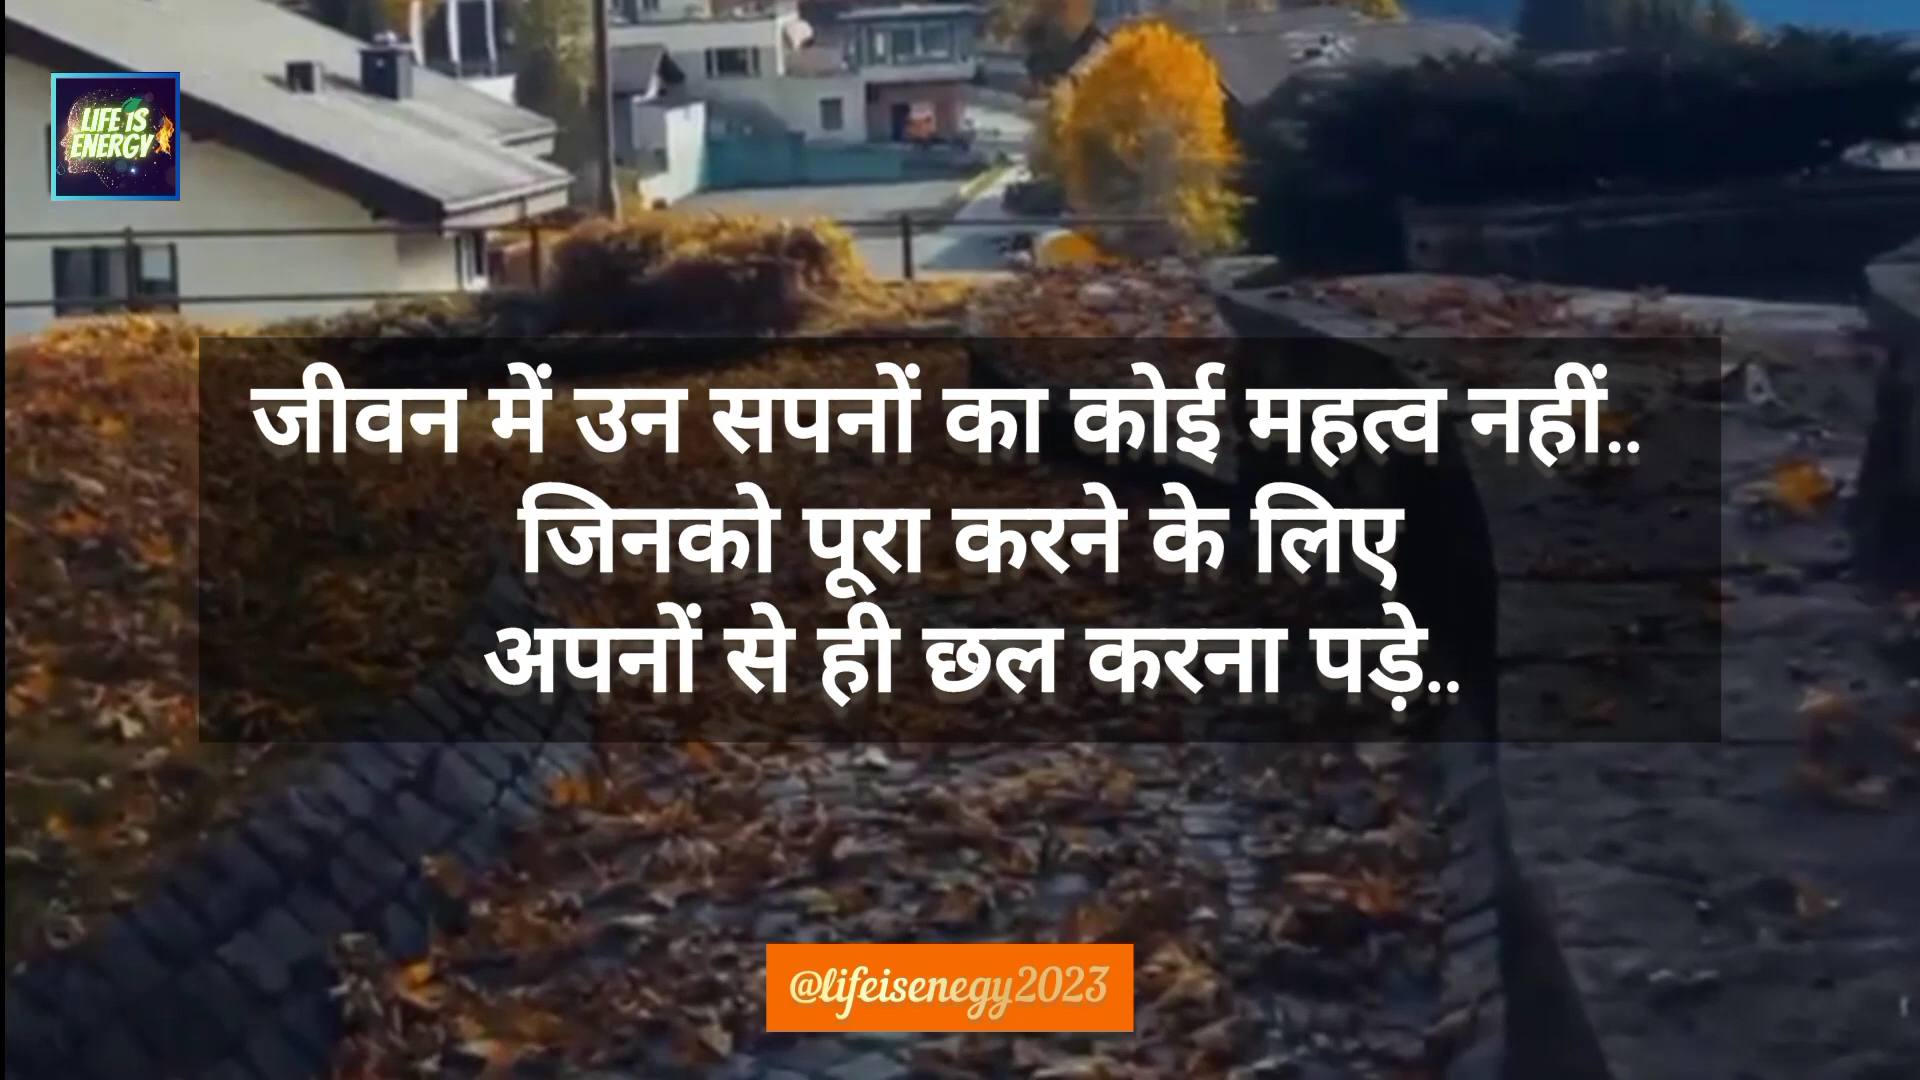 LIFE IS
ENERGY
जीवन में उन सपनों का कोई महत्व नहीं..
जिनको पूरा करने के लिए
अपनों से ही छल करना पड़े..
@lifeisenegy2023